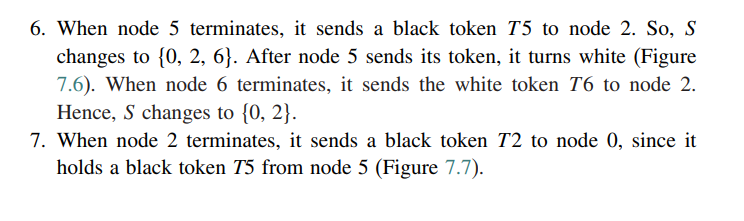 6. When node 5 terminates, it sends a black token T5 to node 2. So, S
changes to {0, 2, 6}. After node 5 sends its token, it turns white (Figure
7.6). When node 6 terminates, it sends the white token T6 to node 2.
Hence, S changes to {0, 2}.
7. When node 2 terminates, it sends a black token T2 to node 0, since it
holds a black token T5 from node 5 (Figure 7.7).